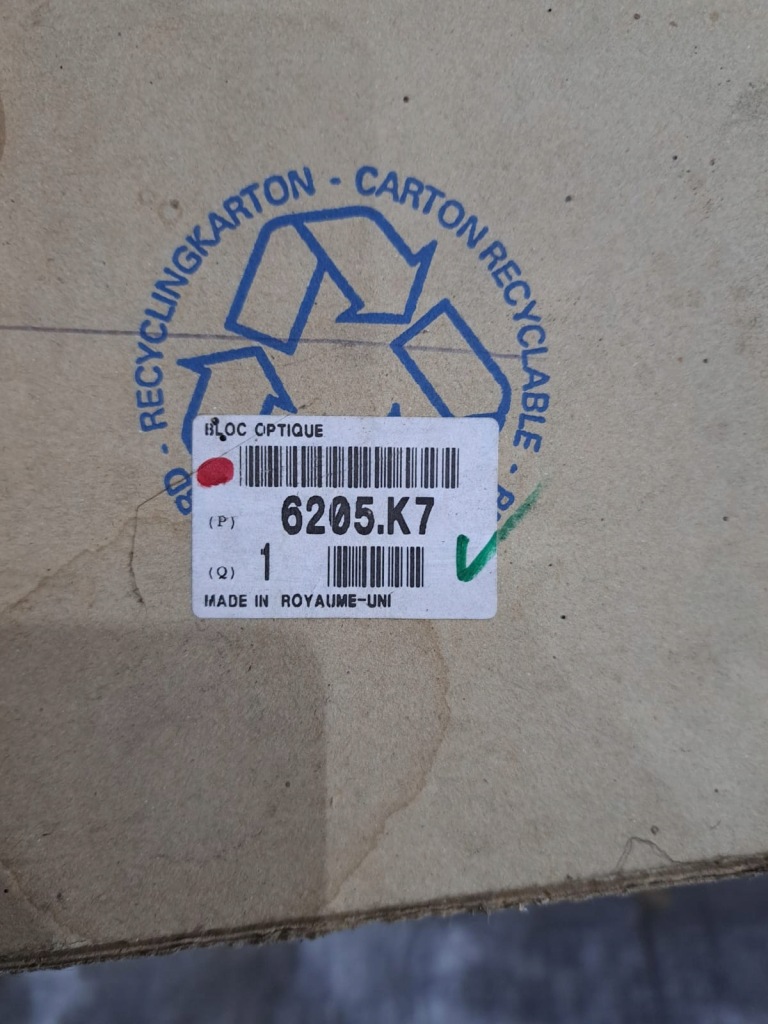 RECYCLINGKARTON - CARTON RECYCLABLE -
BLOC OPTIQUE
(P) 6205.K7
(Q) 1
MADE IN ROYAUME-UNI